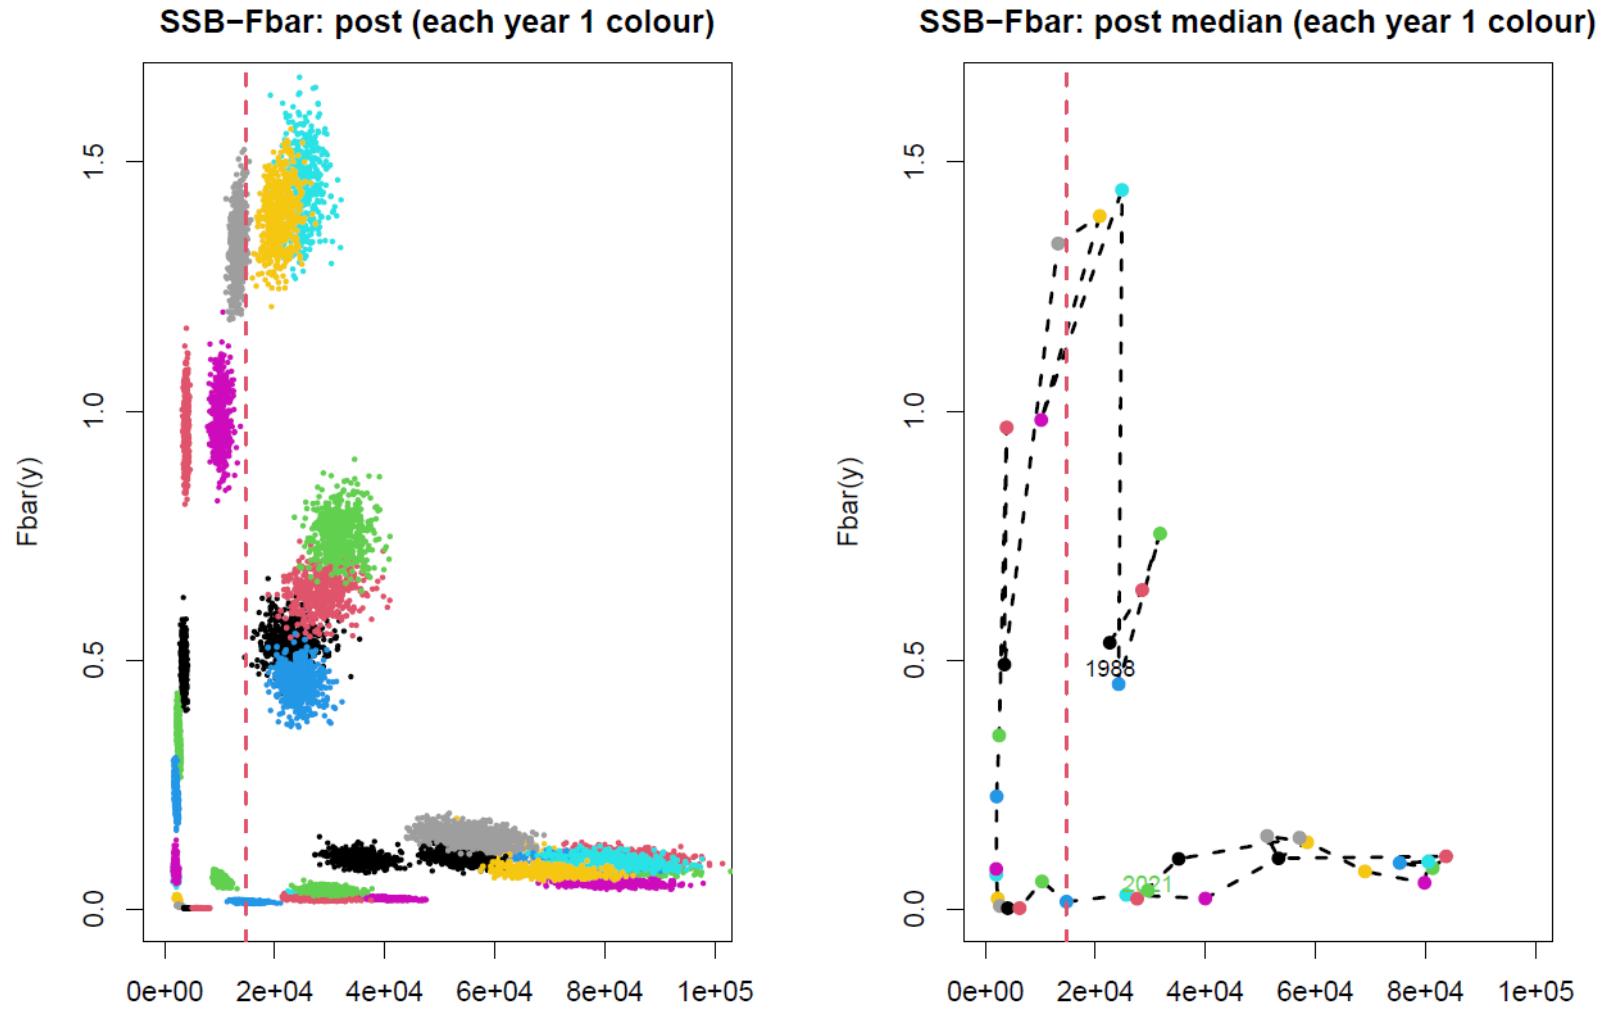 SSB−Fbar: post (each year 1 colour)
Fbar(y)
1.5
1.0
0.5
0.0
0e+00 2e+04 4e+04 6e+04 8e+04 1e+05
SSB−Fbar: post median (each year 1 colour)
Fbar(y)
1.5
1.0
0.5
0.0
1988
2021
0e+00 2e+04 4e+04 6e+04 8e+04 1e+05